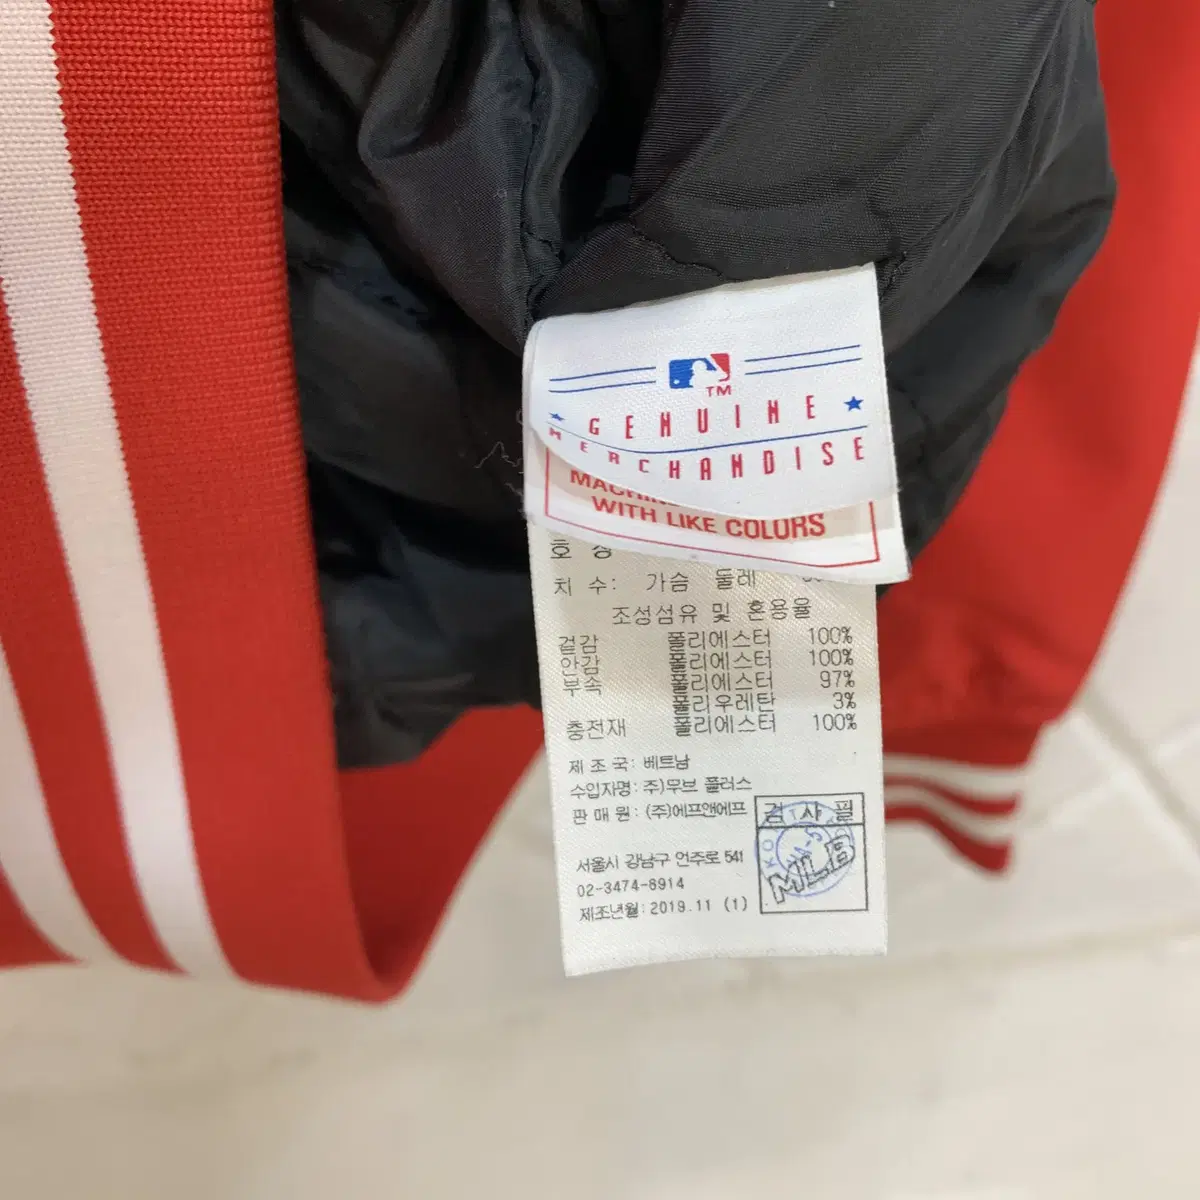 TM
GENUINE
MERCHANDISE
WITH LIKE COLORS
호
치 수: 가슴 둘레
조성섬유 및 혼용율
겉감 폴리에스터 100%
안감 폴리에스터 100%
부속 폴리에스터 97%
폴리우레탄 3%
충전재 폴리에스터 100%
제 조 국: 베트남
수입자명: 주)무브 플러스
판 매 원: (주)에프앤에프
서울시 강남구 언주로 541
02-3474-6914
제조년월: 2019.11 (1)
검 사 필
MLB